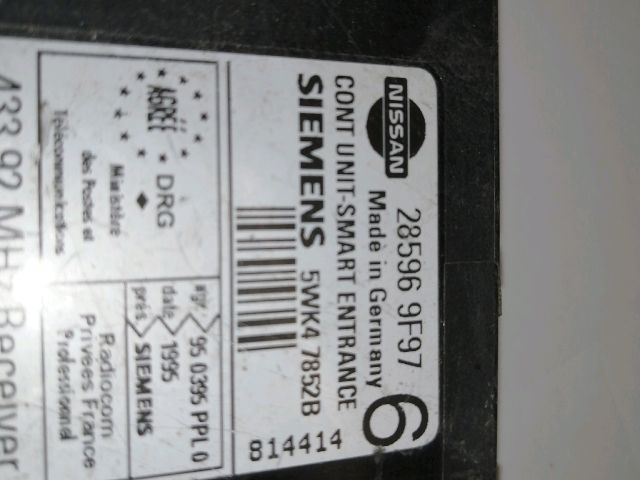 NISSAN
28596 9F97
Made in Germany
6
CONT UNIT-SMART ENTRANCE
SIEMENS 5WK4 7852B
814414
AGRÉÉ
DRG
Ministère
des Postes et
Télécommunications
agr. 95 0395 PPL 0
date 1995
prés. SIEMENS
Radiocom
Privées France
Professionnel
433.92 MHz Receiver